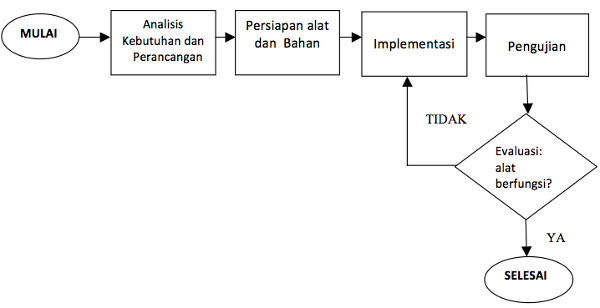 MULAI
Analisis
Kebutuhan dan
Perancangan
Persiapan alat
dan Bahan
Implementasi
Pengujian
TIDAK
Evaluasi:
alat
berfungsi?
YA
SELESAI